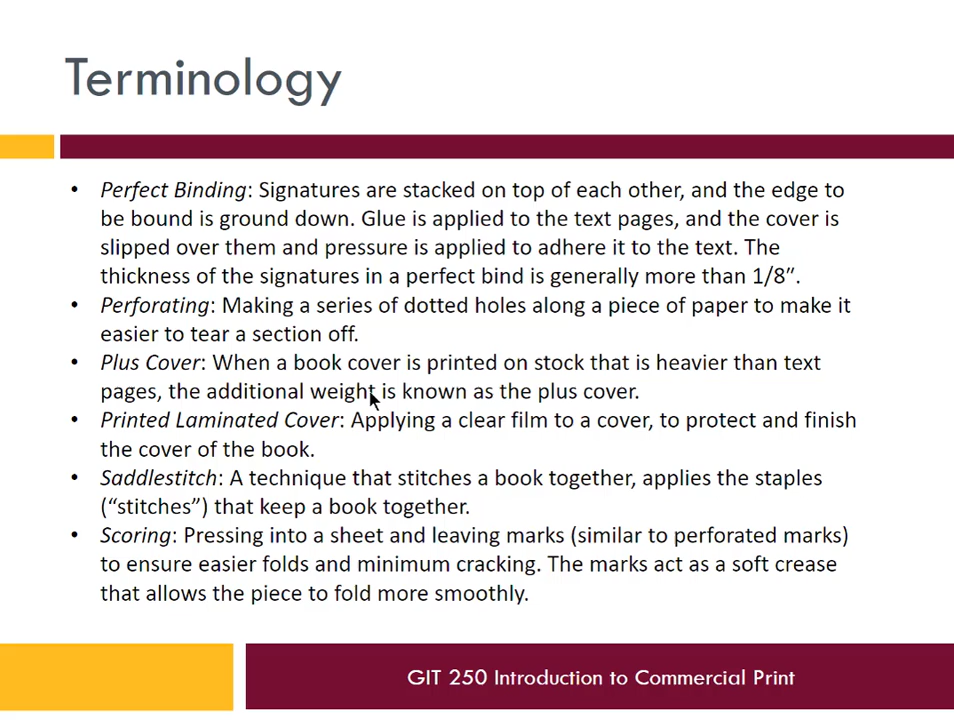 Terminology
• Perfect Binding: Signatures are stacked on top of each other, and the edge to
be bound is ground down. Glue is applied to the text pages, and the cover is
slipped over them and pressure is applied to adhere it to the text. The
thickness of the signatures in a perfect bind is generally more than 1/8”.
• Perforating: Making a series of dotted holes along a piece of paper to make it
easier to tear a section off.
• Plus Cover: When a book cover is printed on stock that is heavier than text
pages, the additional weight is known as the plus cover.
• Printed Laminated Cover: Applying a clear film to a cover, to protect and finish
the cover of the book.
• Saddlestitch: A technique that stitches a book together, applies the staples
(“stitches”) that keep a book together.
• Scoring: Pressing into a sheet and leaving marks (similar to perforated marks)
to ensure easier folds and minimum cracking. The marks act as a soft crease
that allows the piece to fold more smoothly.
GIT 250 Introduction to Commercial Print